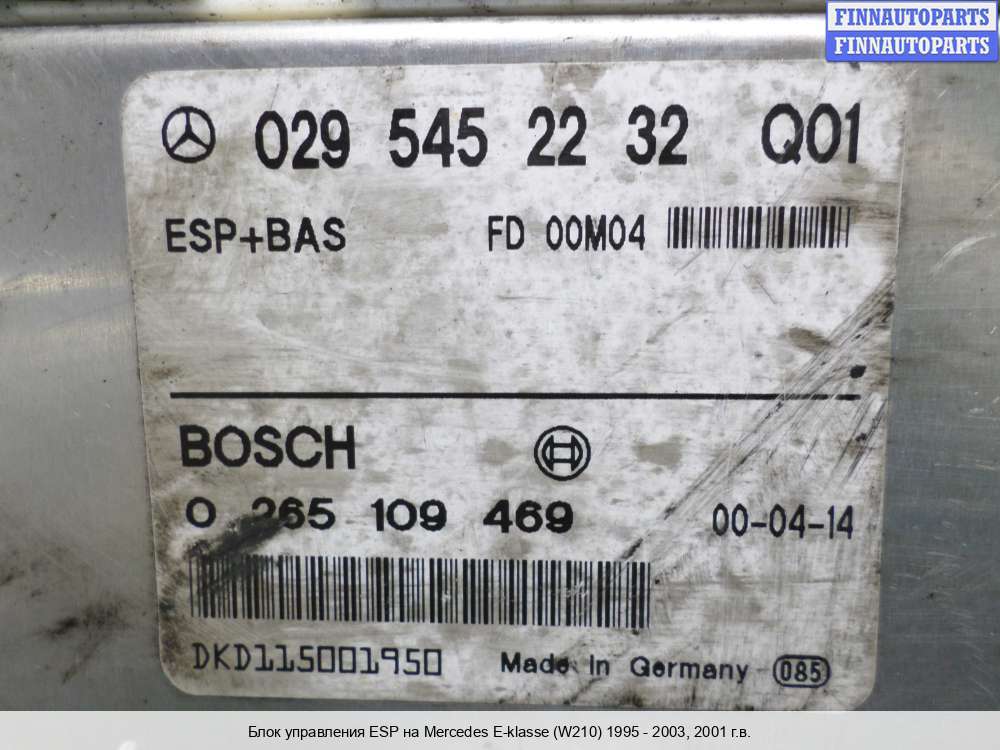 FINNAUTOPARTS
FINNAUTOPARTS
029 545 22 32 Q01
ESP+BAS FD 00M04
BOSCH
0 265 109 469 00-04-14
DKD115001950 Made in Germany 085
Блок управления ESP на Mercedes E-klasse (W210) 1995 - 2003, 2001 г.в.